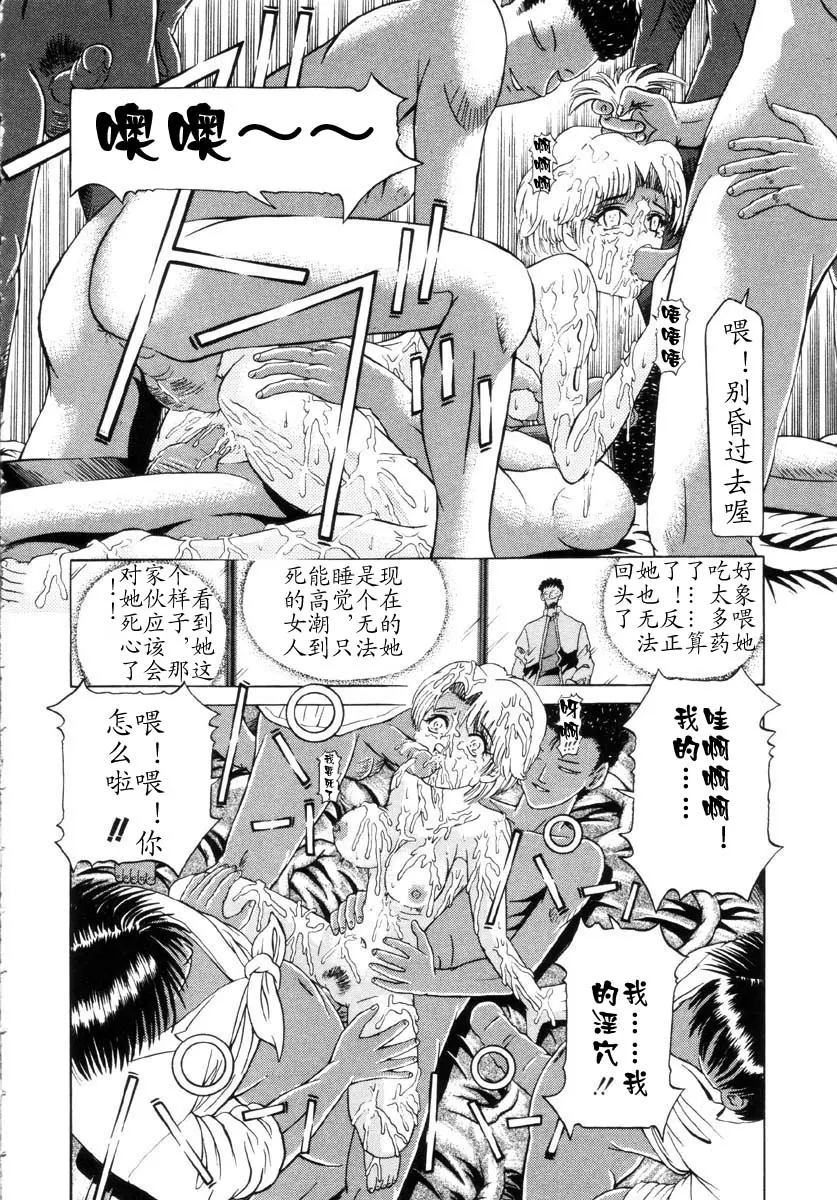 噢噢～～
啊啊啊
唔唔唔
喂！别昏过去喔
好象喂她
吃太多药
了……算
了！反正
她也无法
回头了
现在的她
是个无法
睡觉，只
能高潮到
死的女人
看到她这
个样子，那
家伙应该会
对她死心了
！！
哇啊啊啊！
我的……
呀啊！！
我要死了
喂！喂！你
怎么啦!!
我……我
的淫穴!!